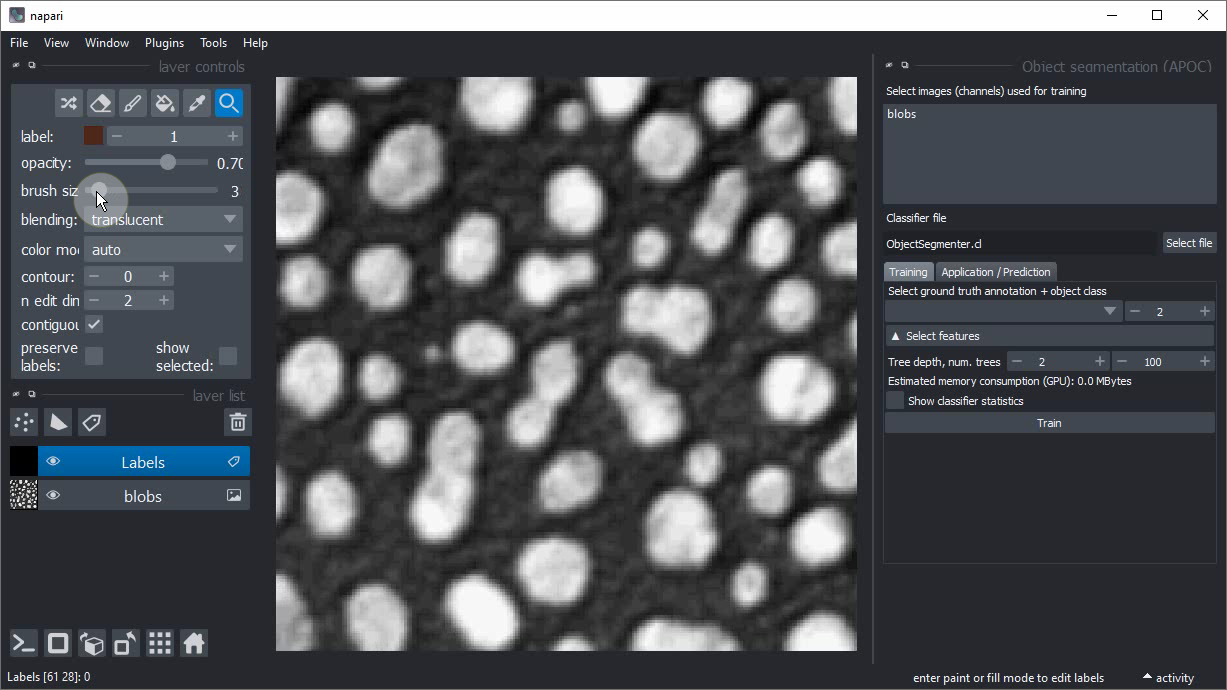 napari
File View Window Plugins Tools Help
layer controls
label: 1
opacity: 0.70
brush siz 3
blending: translucent
color mo auto
contour: 0
n edit din 2
contiguou
preserve labels: show selected:
layer list
Labels
blobs
Labels [61 28]: 0
Object segmentation (APOC)
Select images (channels) used for training
blobs
Classifier file
ObjectSegmenter.cl Select file
Training Application / Prediction
Select ground truth annotation + object class
2
▲ Select features
Tree depth, num. trees 2 100
Estimated memory consumption (GPU): 0.0 MBytes
Show classifier statistics
Train
enter paint or fill mode to edit labels activity